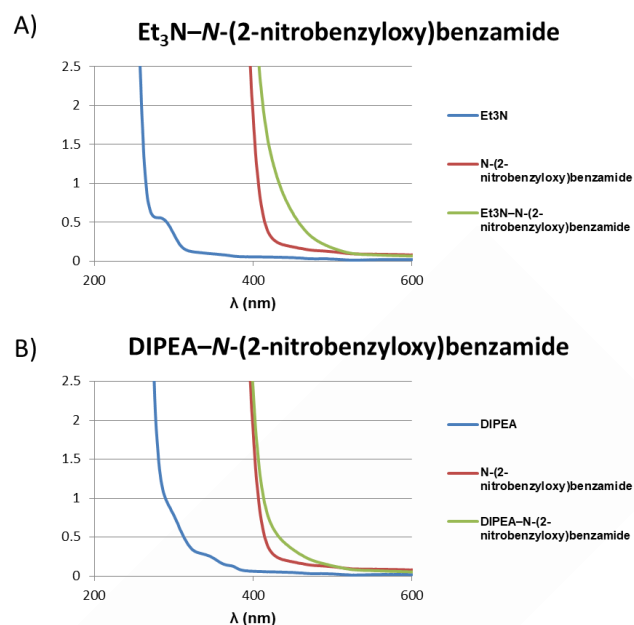 A)
Et₃N–N-(2-nitrobenzyloxy)benzamide
2.5
2
1.5
1
0.5
0
200
400
600
λ (nm)
Et3N
N-(2-
nitrobenzyloxy)benzamide
Et3N–N-(2-
nitrobenzyloxy)benzamide
B)
DIPEA–N-(2-nitrobenzyloxy)benzamide
2.5
2
1.5
1
0.5
0
200
400
600
λ (nm)
DIPEA
N-(2-
nitrobenzyloxy)benzamide
DIPEA–N-(2-
nitrobenzyloxy)benzamide